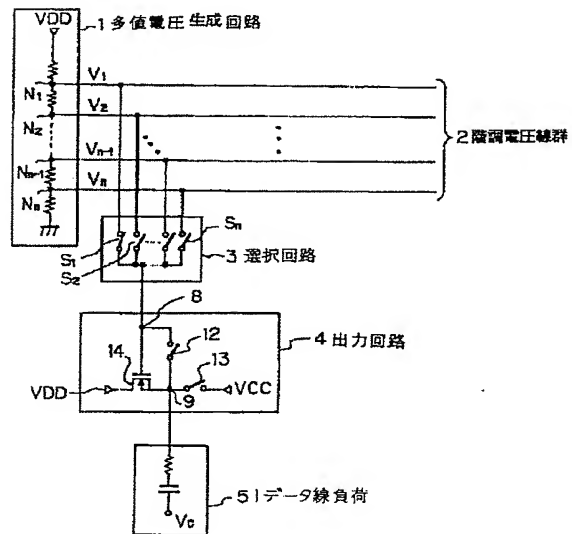 1 多値電圧生成回路
VDD
V1
N1
V2
N2
Vn-1
Nn-1
Vn
Nn
2 階調電圧線群
S1
S2
Sn
3 選択回路
8
12
4 出力回路
14
13
VDD
VCC
9
51 データ線負荷
Vc